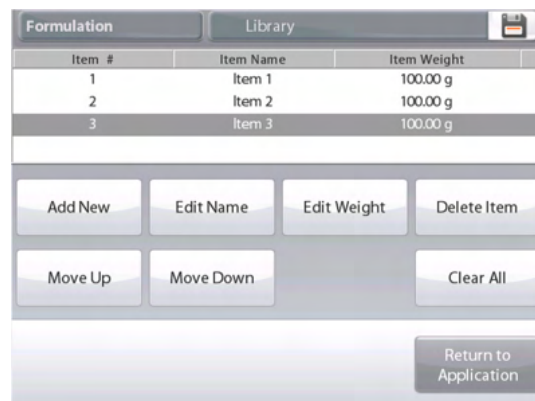 Formulation Library
Item # Item Name Item Weight
1 Item 1 100.00 g
2 Item 2 100.00 g
3 Item 3 100.00 g
Add New Edit Name Edit Weight Delete Item
Move Up Move Down Clear All
Return to
Application